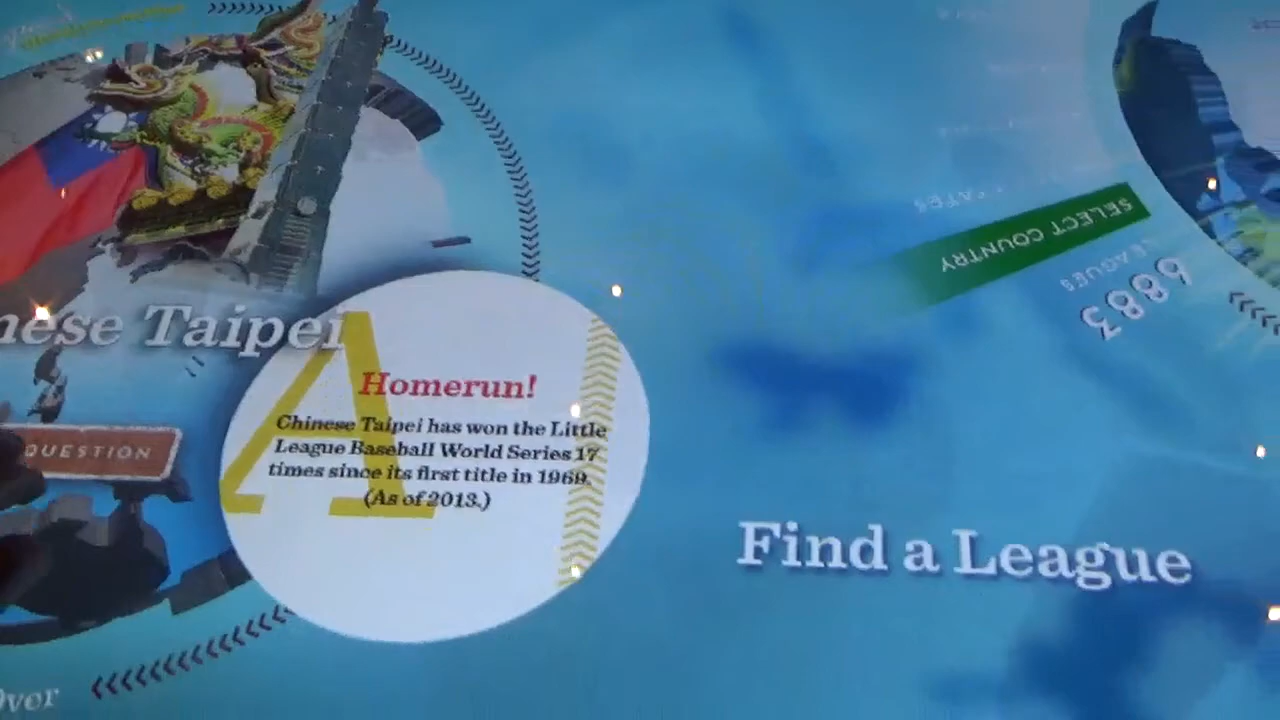 nese Taipei
QUESTION
Homerun!
Chinese Taipei has won the Little
League Baseball World Series 17
times since its first title in 1969.
(As of 2013.)
Find a League
SELECT COUNTRY
LEAGUES
6883
Over